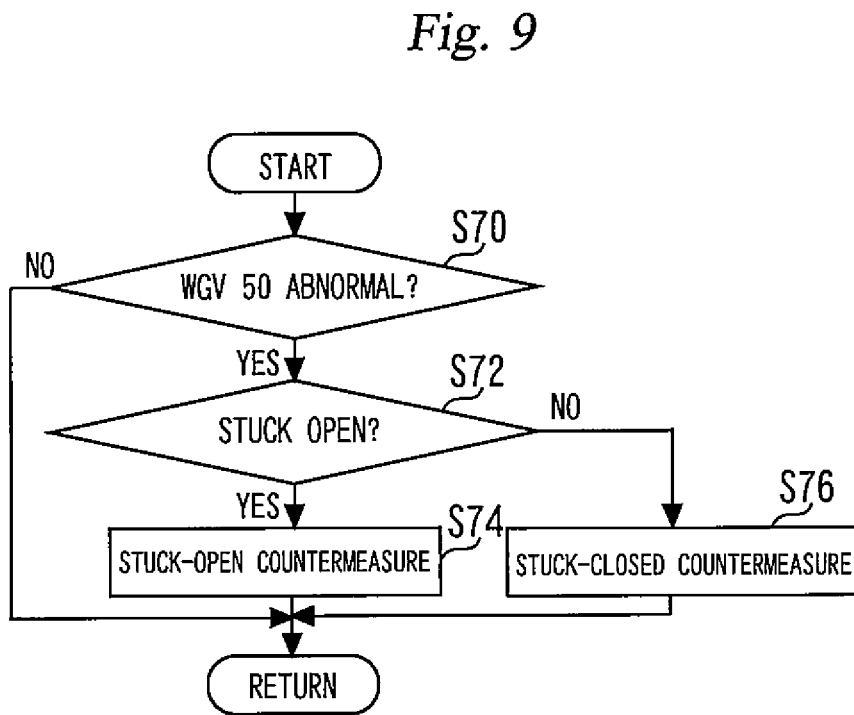 Fig. 9
START
S70
NO
WGV 50 ABNORMAL?
YES
S72
NO
STUCK OPEN?
YES
S74
S76
STUCK-OPEN COUNTERMEASURE
STUCK-CLOSED COUNTERMEASURE
RETURN